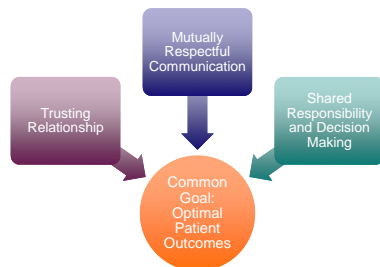 Mutually
Respectful
Communication
Trusting
Relationship
Shared
Responsibility
and Decision
Making
Common
Goal:
Optimal
Patient
Outcomes